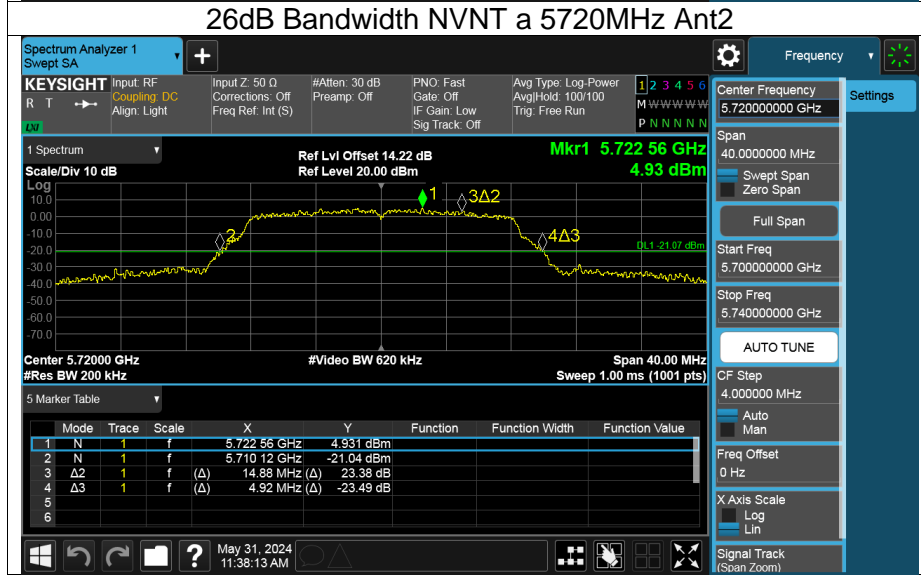 26dB Bandwidth NVNT a 5720MHz Ant2
Spectrum Analyzer 1
Swept SA
+
Frequency
KEYSIGHT
R T
LXI
Input: RF
Coupling: DC
Align: Light
Input Z: 50 Ω
Corrections: Off
Freq Ref: Int (S)
#Atten: 30 dB
Preamp: Off
PNO: Fast
Gate: Off
IF Gain: Low
Sig Track: Off
Avg Type: Log-Power
Avg|Hold: 100/100
Trig: Free Run
1 2 3 4 5 6
M W W W W W
P N N N N N
1 Spectrum
Scale/Div 10 dB
Ref Lvl Offset 14.22 dB
Ref Level 20.00 dBm
Mkr1 5.722 56 GHz
4.93 dBm
Log
10.0
0.00
-10.0
-20.0
-30.0
-40.0
-50.0
-60.0
-70.0
1
3Δ2
2
4Δ3
DL1 -21.07 dBm
Center 5.72000 GHz
#Res BW 200 kHz
#Video BW 620 kHz
Span 40.00 MHz
Sweep 1.00 ms (1001 pts)
5 Marker Table
Mode Trace Scale X Y Function Function Width Function Value
1 N 1 f 5.722 56 GHz 4.931 dBm
2 N 1 f 5.710 12 GHz -21.04 dBm
3 Δ2 1 f (Δ) 14.88 MHz (Δ) 23.38 dB
4 Δ3 1 f (Δ) 4.92 MHz (Δ) -23.49 dB
5
6
?
May 31, 2024
11:38:13 AM
Center Frequency
5.720000000 GHz
Settings
Span
40.0000000 MHz
Swept Span
Zero Span
Full Span
Start Freq
5.700000000 GHz
Stop Freq
5.740000000 GHz
AUTO TUNE
CF Step
4.000000 MHz
Auto
Man
Freq Offset
0 Hz
X Axis Scale
Log
Lin
Signal Track
(Span Zoom)